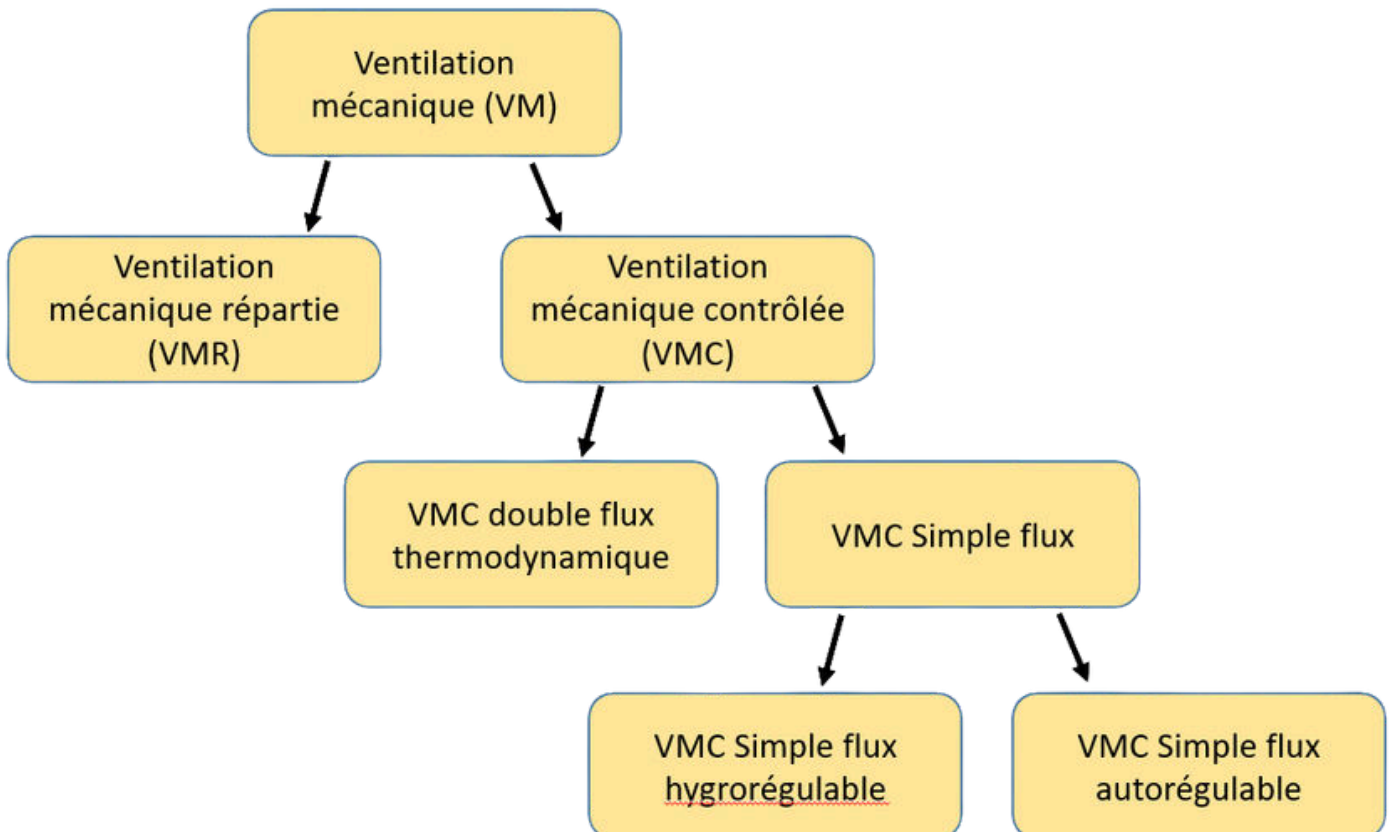 Ventilation
mécanique (VM)
Ventilation
mécanique répartie
(VMR)
Ventilation
mécanique contrôlée
(VMC)
VMC double flux
thermodynamique
VMC Simple flux
VMC Simple flux
hygrorégulable
VMC Simple flux
autorégulable